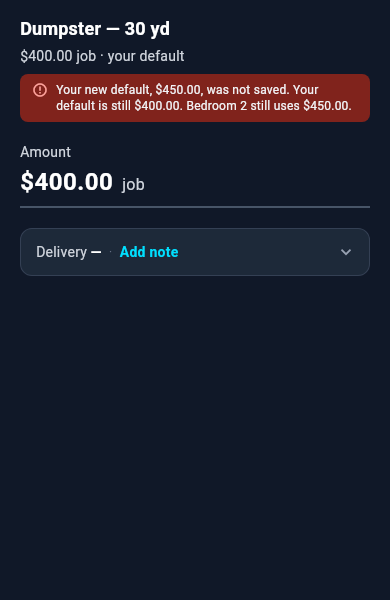 Dumpster — 30 yd
$400.00 job · your default
Your new default, $450.00, was not saved. Your
default is still $400.00. Bedroom 2 still uses $450.00.
Amount
$400.00 job
Delivery — · Add note